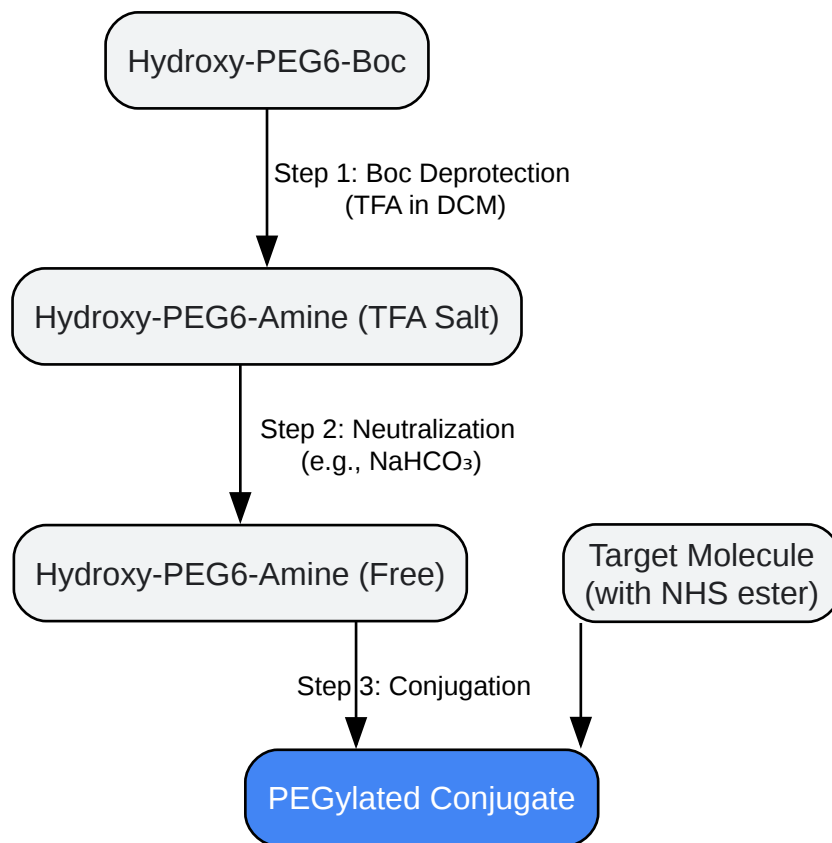 Hydroxy-PEG6-Boc
Step 1: Boc Deprotection
(TFA in DCM)
Hydroxy-PEG6-Amine (TFA Salt)
Step 2: Neutralization
(e.g., NaHCO₃)
Hydroxy-PEG6-Amine (Free)
Target Molecule
(with NHS ester)
Step 3: Conjugation
PEGylated Conjugate